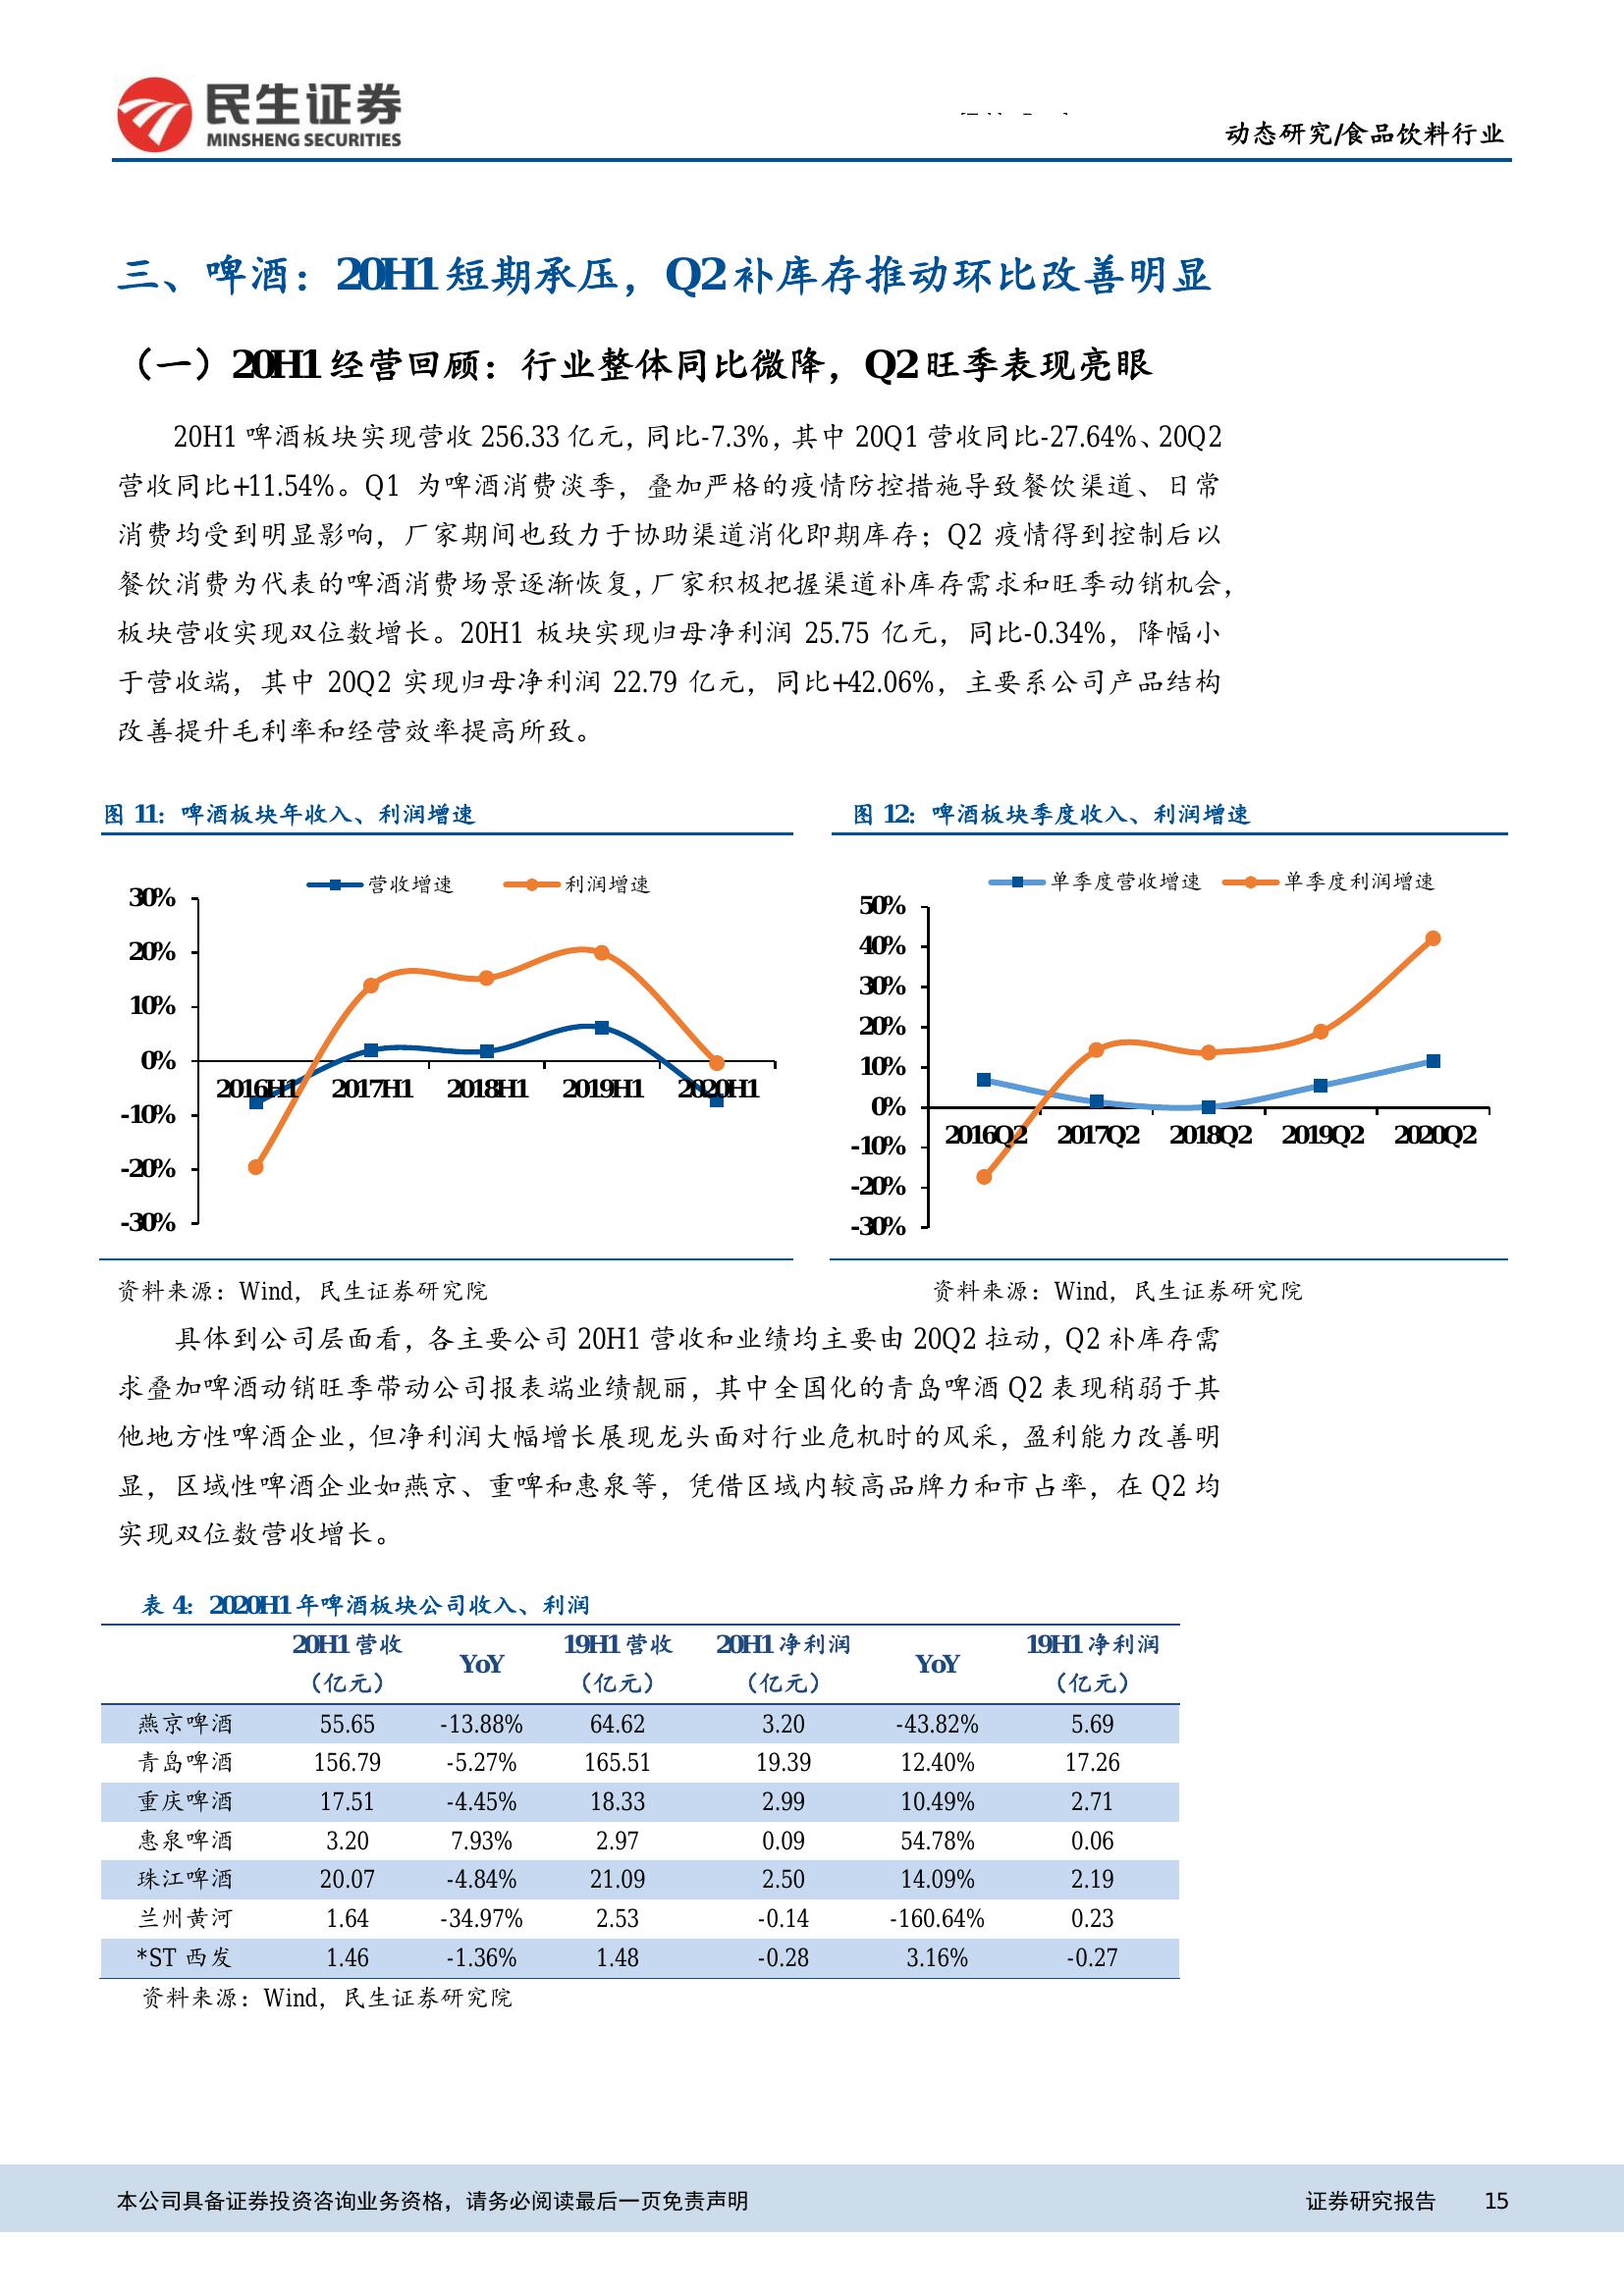 民生证券
MINSHENG SECURITIES
动态研究/食品饮料行业
三、啤酒：20H1 短期承压，Q2 补库存推动环比改善明显
（一）20H1 经营回顾：行业整体同比微降，Q2 旺季表现亮眼
20H1 啤酒板块实现营收 256.33 亿元，同比-7.3%，其中 20Q1 营收同比-27.64%、20Q2
营收同比+11.54%。Q1 为啤酒消费淡季，叠加严格的疫情防控措施导致餐饮渠道、日常
消费均受到明显影响，厂家期间也致力于协助渠道消化即期库存；Q2 疫情得到控制后以
餐饮消费为代表的啤酒消费场景逐渐恢复，厂家积极把握渠道补库存需求和旺季动销机会，
板块营收实现双位数增长。20H1 板块实现归母净利润 25.75 亿元，同比-0.34%，降幅小
于营收端，其中 20Q2 实现归母净利润 22.79 亿元，同比+42.06%，主要系公司产品结构
改善提升毛利率和经营效率提高所致。
图 11：啤酒板块年收入、利润增速
营收增速 利润增速
30%
20%
10%
0%
-10%
-20%
-30%
2016H1 2017H1 2018H1 2019H1 2020H1
资料来源：Wind，民生证券研究院
图 12：啤酒板块季度收入、利润增速
单季度营收增速 单季度利润增速
50%
40%
30%
20%
10%
0%
-10%
-20%
-30%
2016Q2 2017Q2 2018Q2 2019Q2 2020Q2
资料来源：Wind，民生证券研究院
具体到公司层面看，各主要公司 20H1 营收和业绩均主要由 20Q2 拉动，Q2 补库存需
求叠加啤酒动销旺季带动公司报表端业绩靓丽，其中全国化的青岛啤酒 Q2 表现稍弱于其
他地方性啤酒企业，但净利润大幅增长展现龙头面对行业危机时的风采，盈利能力改善明
显，区域性啤酒企业如燕京、重啤和惠泉等，凭借区域内较高品牌力和市占率，在 Q2 均
实现双位数营收增长。
表 4：2020H1 年啤酒板块公司收入、利润
20H1 营收（亿元） YoY 19H1 营收（亿元） 20H1 净利润（亿元） YoY 19H1 净利润（亿元）
燕京啤酒 55.65 -13.88% 64.62 3.20 -43.82% 5.69
青岛啤酒 156.79 -5.27% 165.51 19.39 12.40% 17.26
重庆啤酒 17.51 -4.45% 18.33 2.99 10.49% 2.71
惠泉啤酒 3.20 7.93% 2.97 0.09 54.78% 0.06
珠江啤酒 20.07 -4.84% 21.09 2.50 14.09% 2.19
兰州黄河 1.64 -34.97% 2.53 -0.14 -160.64% 0.23
*ST 西发 1.46 -1.36% 1.48 -0.28 3.16% -0.27
资料来源：Wind，民生证券研究院
本公司具备证券投资咨询业务资格，请务必阅读最后一页免责声明
证券研究报告 15